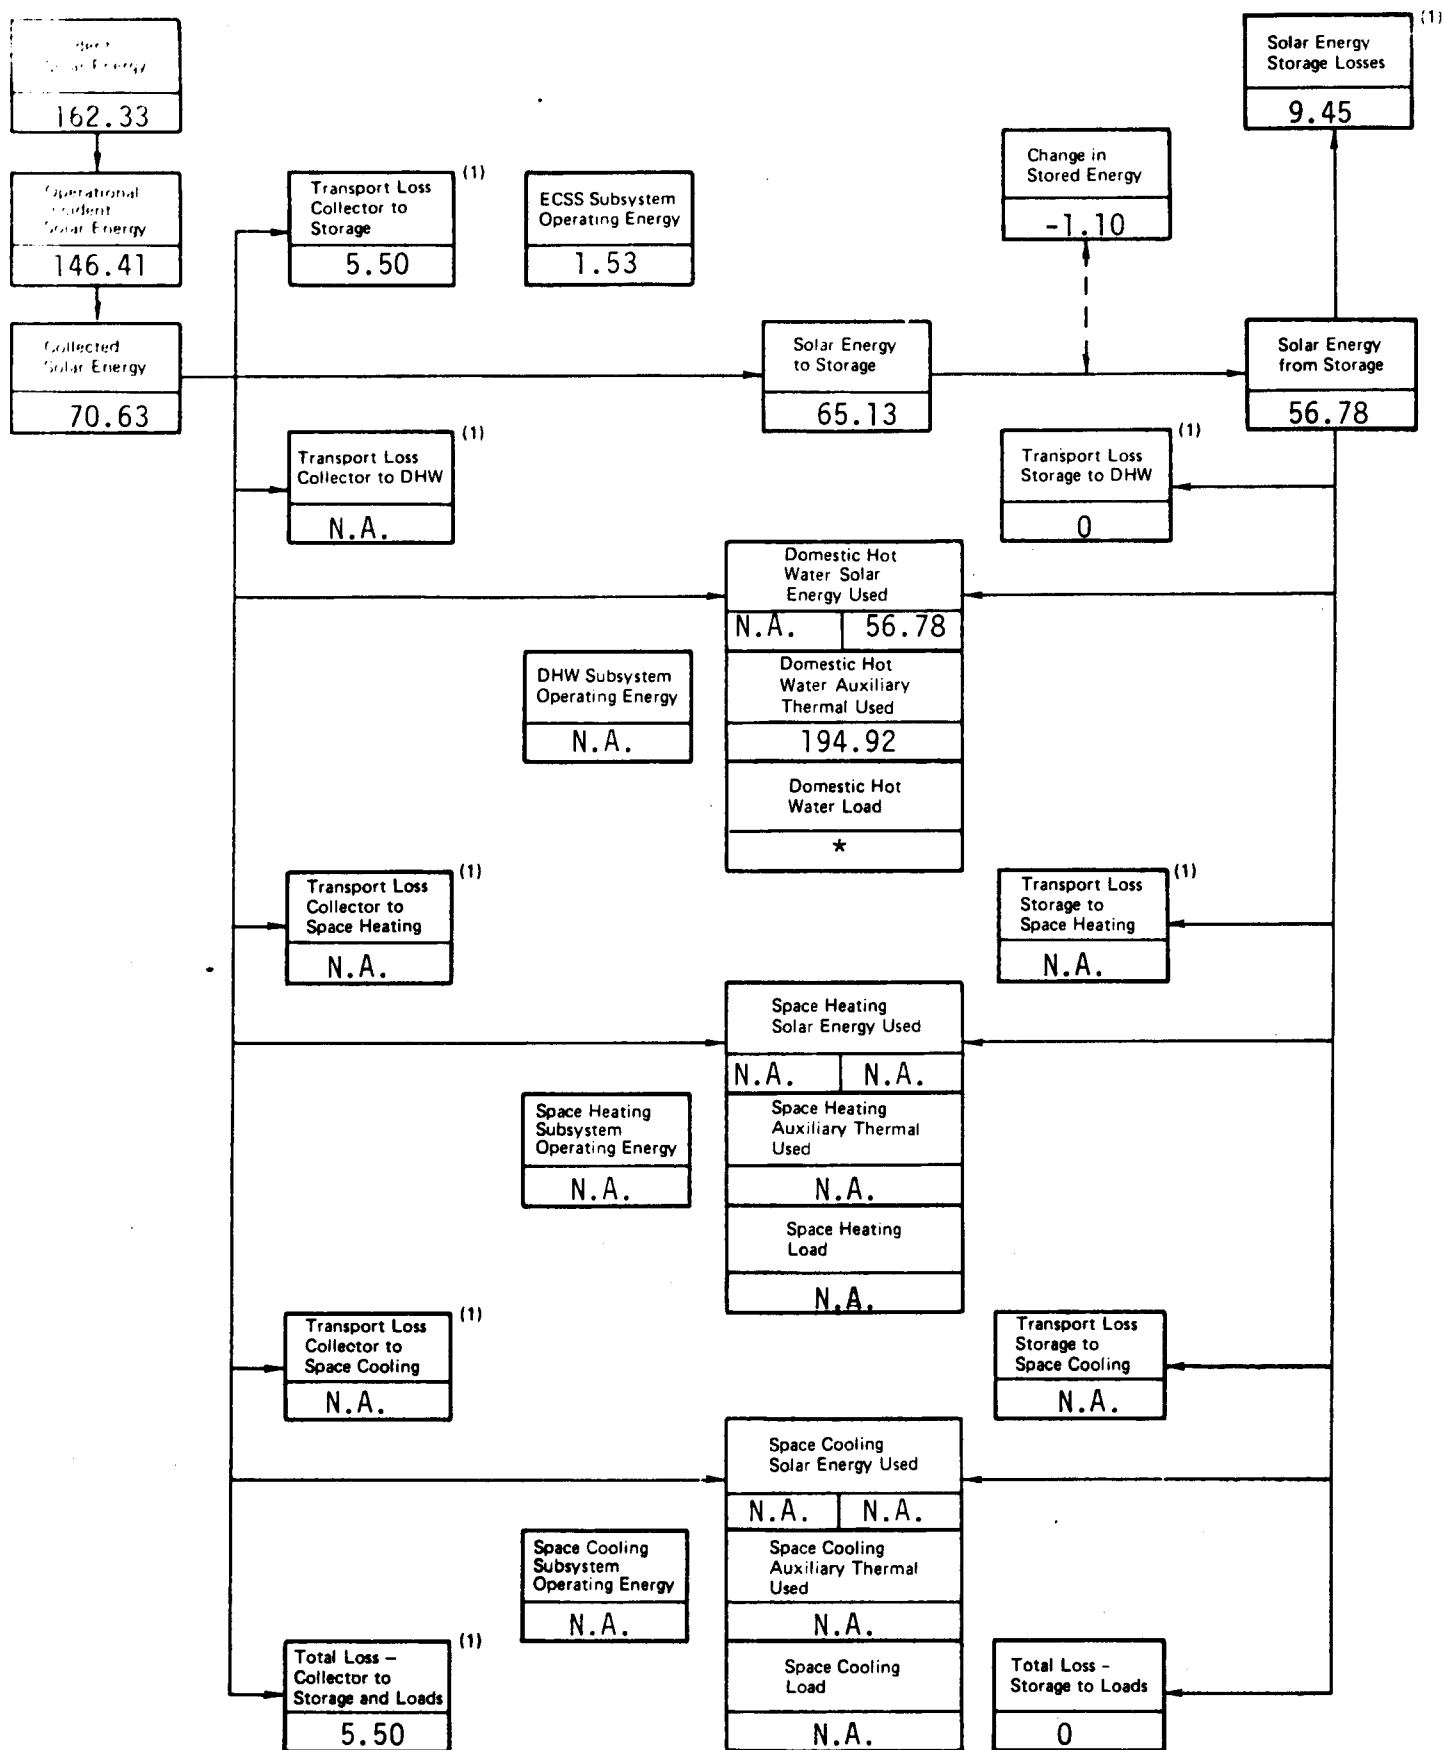 Solar Energy
162.33
Operational
Incident
Solar Energy
146.41
Collected
Solar Energy
70.63
(1)
Transport Loss
Collector to
Storage
5.50
ECSS Subsystem
Operating Energy
1.53
Change in
Stored Energy
-1.10
(1)
Solar Energy
Storage Losses
9.45
Solar Energy
to Storage
65.13
Solar Energy
from Storage
56.78
(1)
Transport Loss
Collector to DHW
N.A.
(1)
Transport Loss
Storage to DHW
0
Domestic Hot
Water Solar
Energy Used
N.A. 56.78
Domestic Hot
Water Auxiliary
Thermal Used
194.92
Domestic Hot
Water Load
*
DHW Subsystem
Operating Energy
N.A.
(1)
Transport Loss
Collector to
Space Heating
N.A.
(1)
Transport Loss
Storage to
Space Heating
N.A.
Space Heating
Solar Energy Used
N.A. N.A.
Space Heating
Auxiliary Thermal
Used
N.A.
Space Heating
Load
N.A.
Space Heating
Subsystem
Operating Energy
N.A.
(1)
Transport Loss
Collector to
Space Cooling
N.A.
Transport Loss
Storage to
Space Cooling
N.A.
Space Cooling
Solar Energy Used
N.A. N.A.
Space Cooling
Auxiliary Thermal
Used
N.A.
Space Cooling
Load
N.A.
Space Cooling
Subsystem
Operating Energy
N.A.
(1)
Total Loss –
Collector to
Storage and Loads
5.50
Total Loss -
Storage to Loads
0